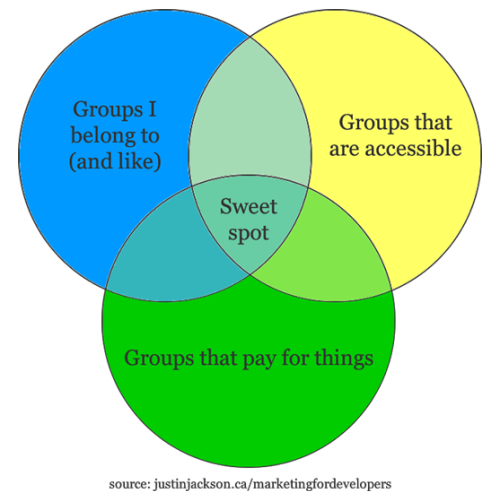 Groups I
belong to
(and like)
Groups that
are accessible
Sweet
spot
Groups that pay for things
source: justinjackson.ca/marketingfordevelopers